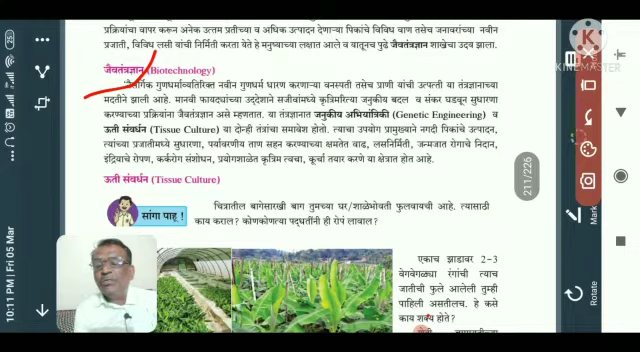 प्रक्रियांचा वापर करून अनेक उत्तम प्रतीच्या व अधिक उत्पादन देणाऱ्या पिकांचे विविध वाण तसेच जनावरांच्या नवीन
प्रजाती, विविध लसी यांची निर्मिती करता येते हे मनुष्याच्या लक्षात आले व यातूनच पुढे जैवतंत्रज्ञान शाखेचा उदय झाला.
जैवतंत्रज्ञान (Biotechnology)
नैसर्गिक गुणधर्माव्यतिरिक्त नवीन गुणधर्म धारण करणाऱ्या वनस्पती तसेच प्राणी यांची उत्पत्ती या तंत्रज्ञानाच्या
मदतीने झाली आहे. मानवी फायद्यांच्या उद्देशाने सजीवांमध्ये कृत्रिमरित्या जनुकीय बदल व संकर घडवून सुधारणा
करण्याच्या प्रक्रियांना जैवतंत्रज्ञान असे म्हणतात. या तंत्रज्ञानात जनुकीय अभियांत्रिकी (Genetic Engineering) व
ऊती संवर्धन (Tissue Culture) या दोन्ही तंत्रांचा समावेश होतो. त्याचा उपयोग प्रामुख्याने नगदी पिकांचे उत्पादन,
त्यांच्या प्रजातीमध्ये सुधारणा, पर्यावरणीय ताण सहन करण्याच्या क्षमतेत वाढ, लसनिर्मिती, जन्मजात रोगाचे निदान,
इंद्रियाचे रोपण, कर्करोग संशोधन, प्रयोगशाळेत कृत्रिम त्वचा, कूर्चा तयार करणे या क्षेत्रात होत आहे.
ऊती संवर्धन (Tissue Culture)
सांगा पाहू !
चित्रातील बागेसारखी बाग तुमच्या घर/शाळेभोवती फुलवायची आहे. त्यासाठी
काय कराल? कोणकोणत्या पद्धतींनी ही रोपं लावाल?
एकाच झाडावर 2-3
वेगवेगळ्या रंगांची त्याच
जातीची फुले आलेली तुम्ही
पाहिली असतीलच. हे कसे
काय शक्य होते?
211/226
10:11 PM | Fri 05 Mar
25
Mark
Rotate
KINEMASTER